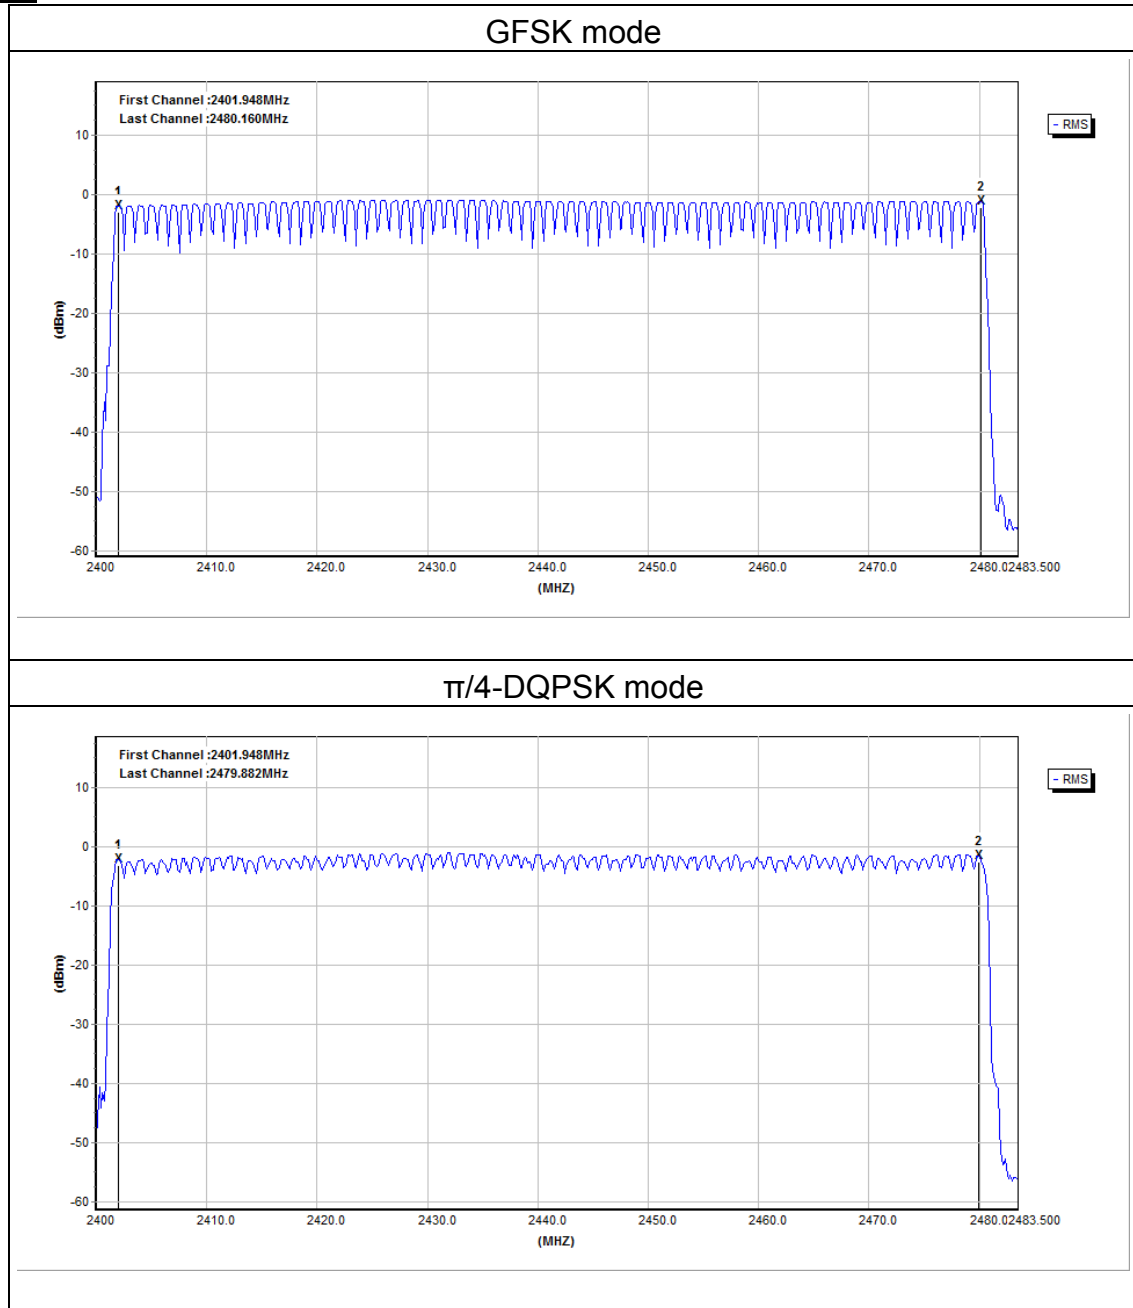 GFSK mode
First Channel :2401.948MHz
Last Channel :2480.160MHz
- RMS
10
0
-10
-20
-30
-40
-50
-60
(dBm)
1
X
2
X
2400 2410.0 2420.0 2430.0 2440.0 2450.0 2460.0 2470.0 2480.02483.500
(MHZ)
π/4-DQPSK mode
First Channel :2401.948MHz
Last Channel :2479.882MHz
- RMS
10
0
-10
-20
-30
-40
-50
-60
(dBm)
1
X
2
X
2400 2410.0 2420.0 2430.0 2440.0 2450.0 2460.0 2470.0 2480.02483.500
(MHZ)